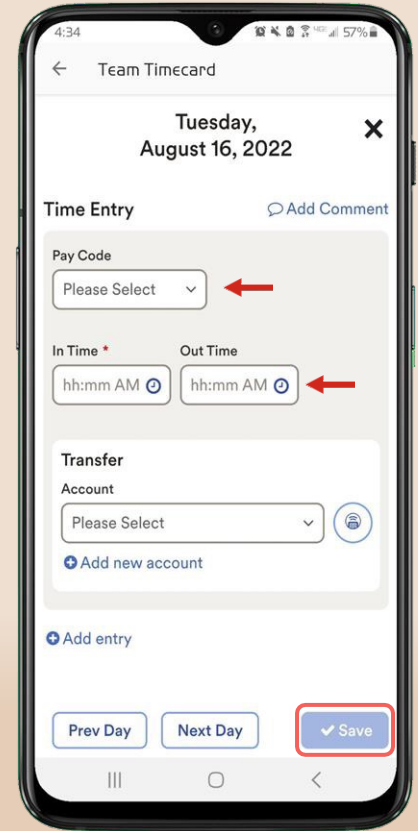 4:34 4GE 57%
Team Timecard
Tuesday,
August 16, 2022
Time Entry Add Comment
Pay Code
Please Select
In Time * Out Time
hh:mm AM hh:mm AM
Transfer
Account
Please Select
Add new account
Add entry
Prev Day Next Day Save